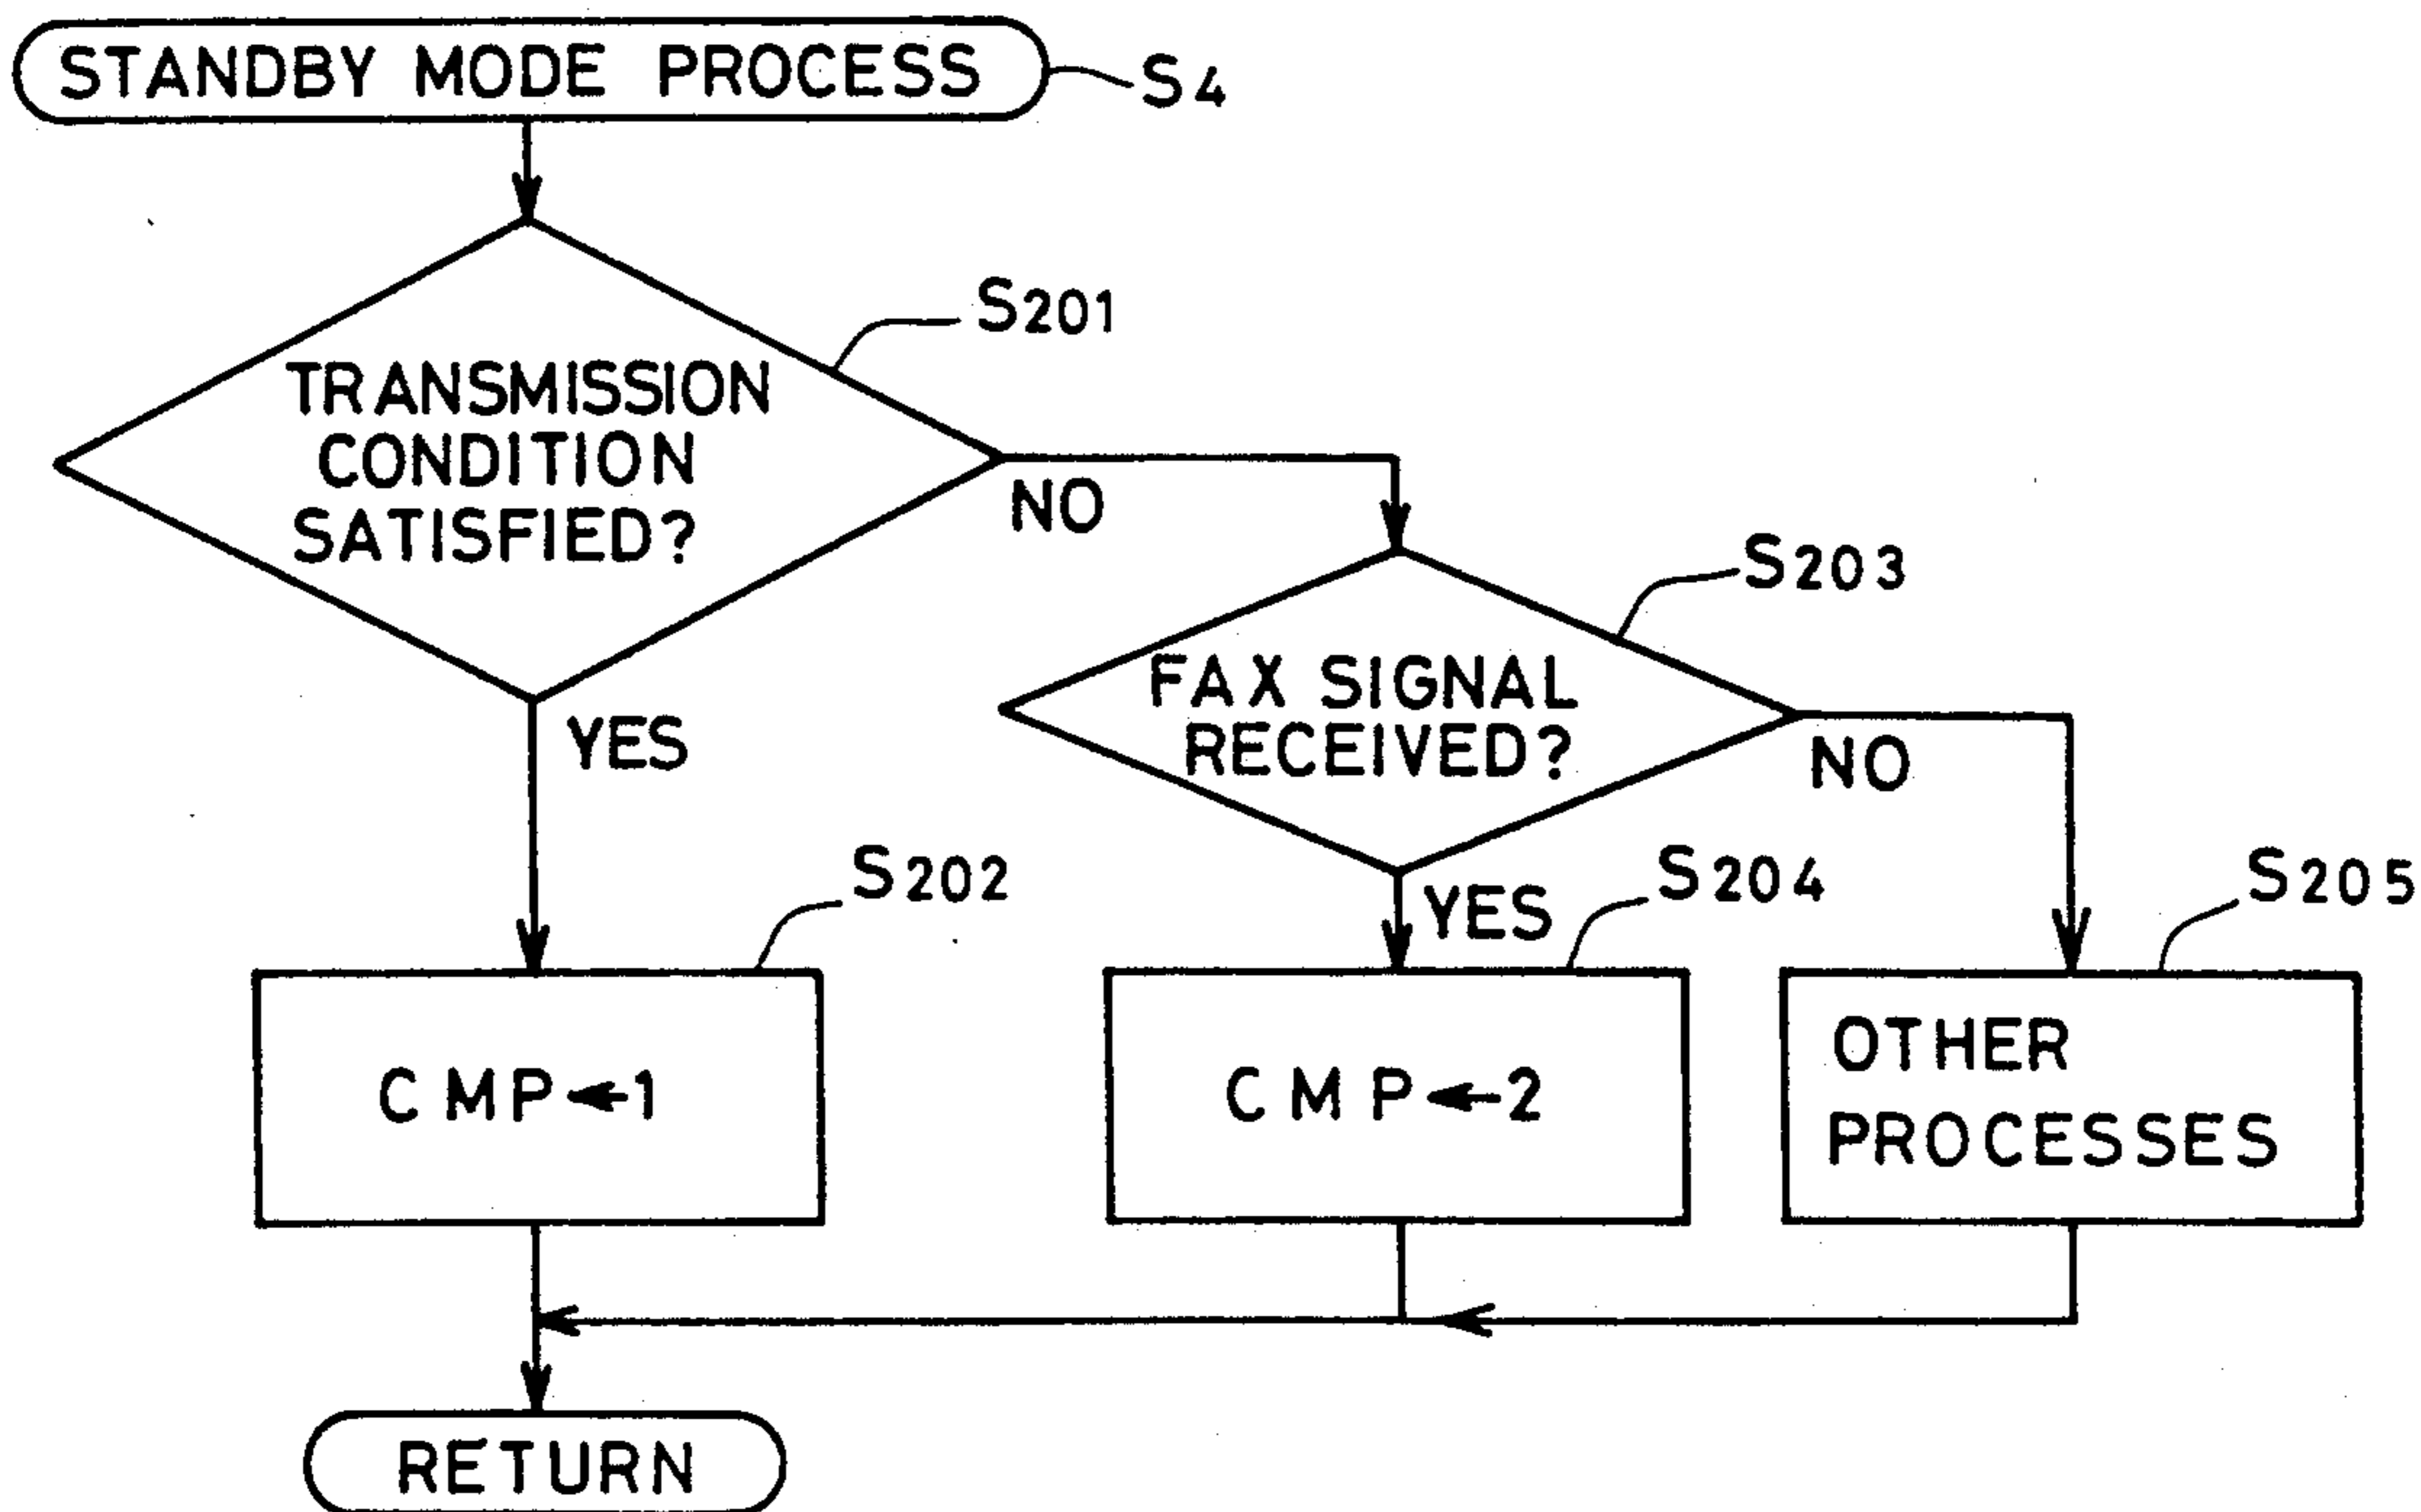 STANDBY MODE PROCESS
S4
S201
TRANSMISSION
CONDITION
SATISFIED?
NO
YES
S203
FAX SIGNAL
RECEIVED?
NO
YES
S202
S204
S205
CMP←1
CMP←2
OTHER
PROCESSES
RETURN